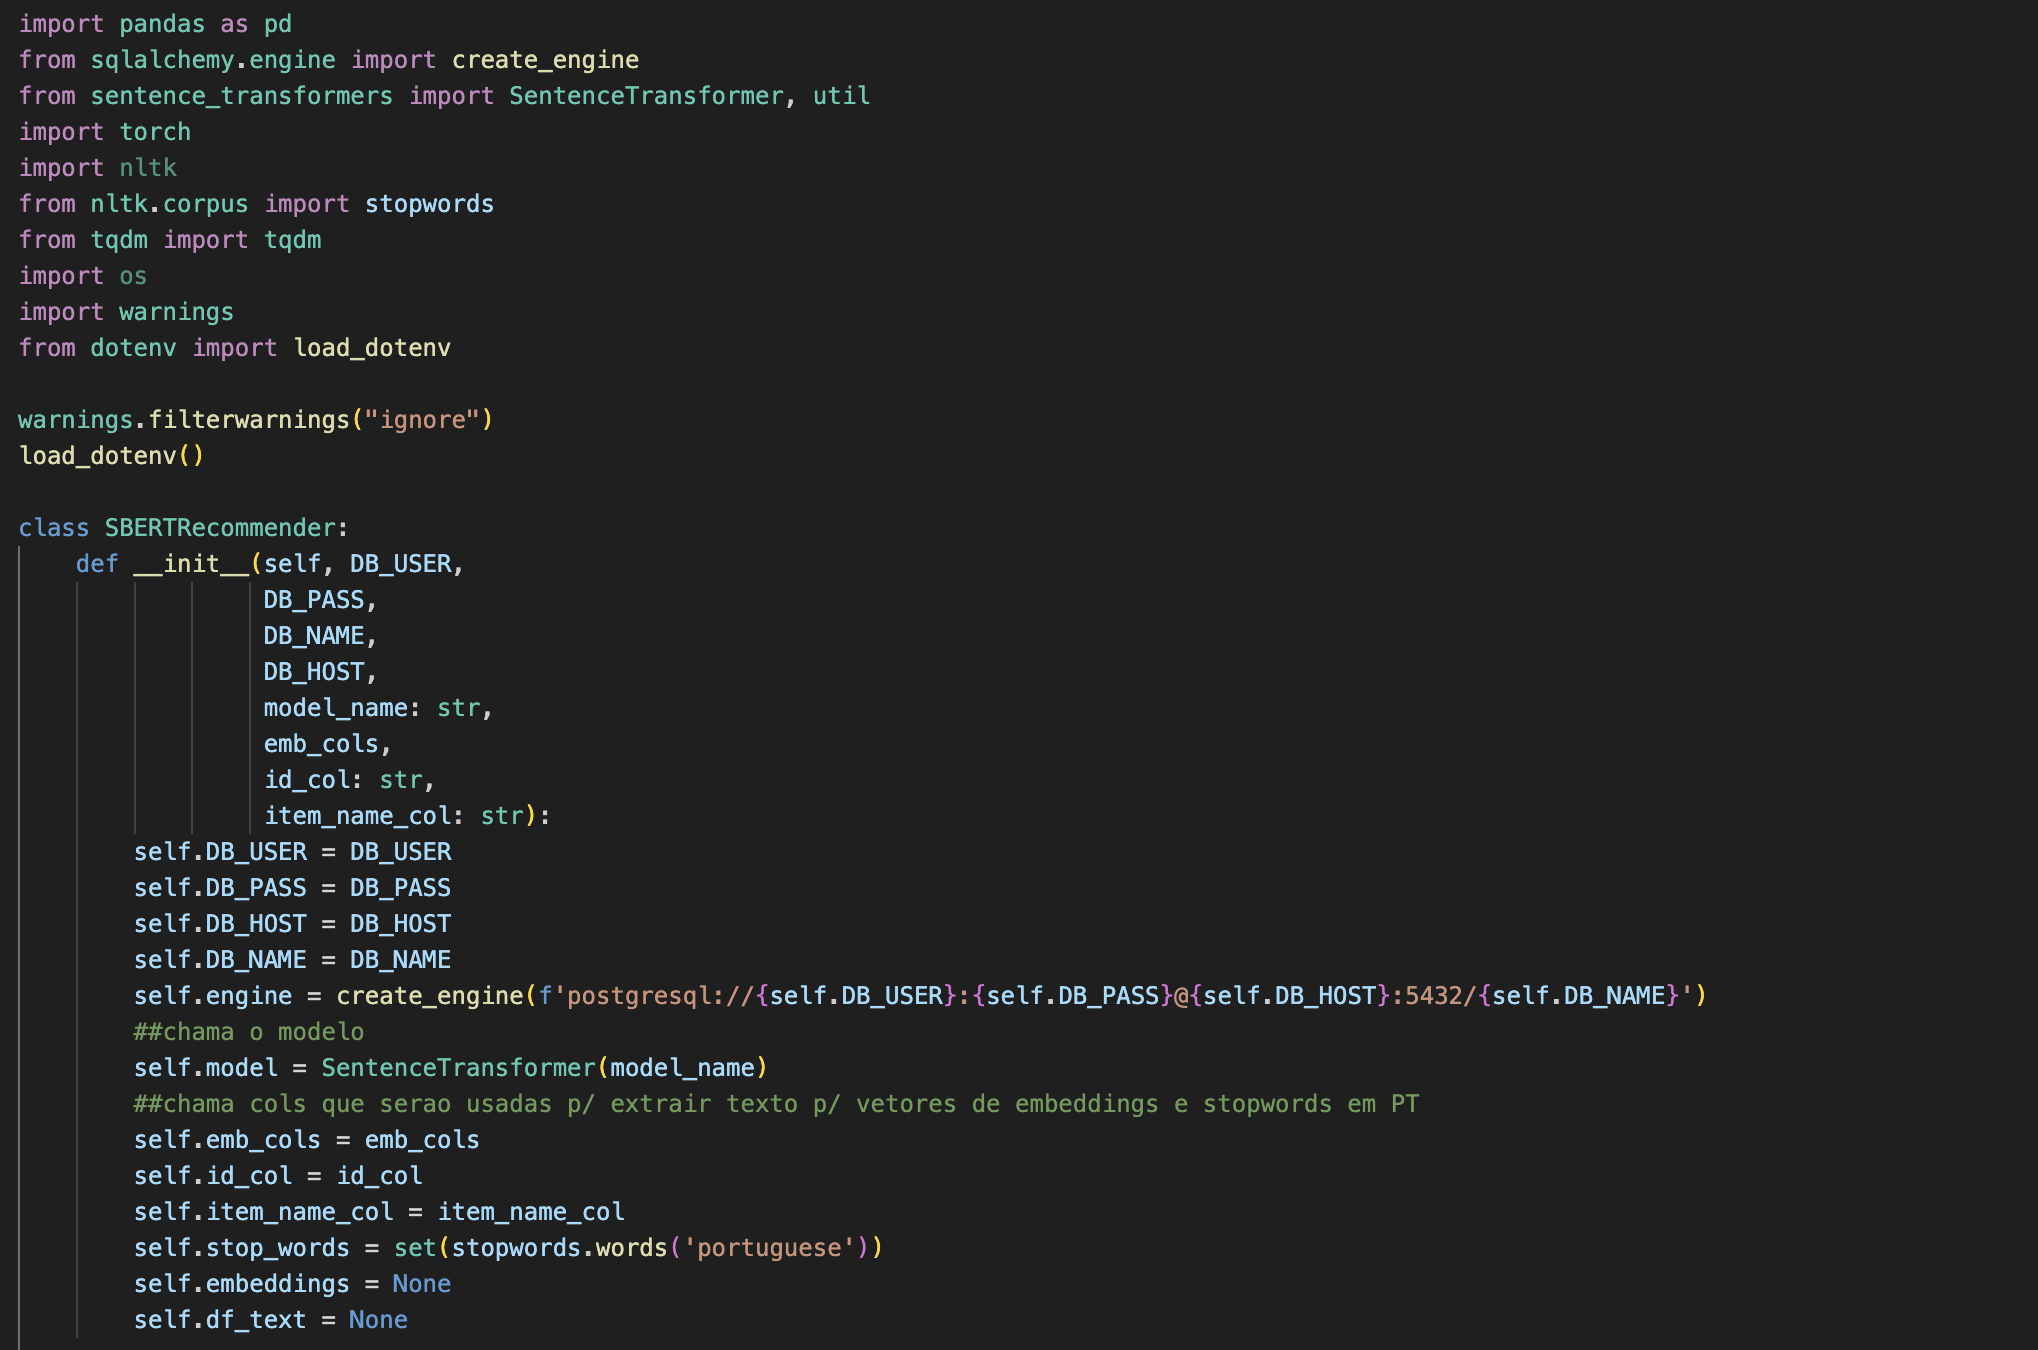 import pandas as pd
from sqlalchemy.engine import create_engine
from sentence_transformers import SentenceTransformer, util
import torch
import nltk
from nltk.corpus import stopwords
from tqdm import tqdm
import os
import warnings
from dotenv import load_dotenv

warnings.filterwarnings("ignore")
load_dotenv()

class SBERTRecommender:
    def __init__(self, DB_USER,
                 DB_PASS,
                 DB_NAME,
                 DB_HOST,
                 model_name: str,
                 emb_cols,
                 id_col: str,
                 item_name_col: str):
        self.DB_USER = DB_USER
        self.DB_PASS = DB_PASS
        self.DB_HOST = DB_HOST
        self.DB_NAME = DB_NAME
        self.engine = create_engine(f'postgresql://{self.DB_USER}:{self.DB_PASS}@{self.DB_HOST}:5432/{self.DB_NAME}')
        ##chama o modelo
        self.model = SentenceTransformer(model_name)
        ##chama cols que serao usadas p/ extrair texto p/ vetores de embeddings e stopwords em PT
        self.emb_cols = emb_cols
        self.id_col = id_col
        self.item_name_col = item_name_col
        self.stop_words = set(stopwords.words('portuguese'))
        self.embeddings = None
        self.df_text = None